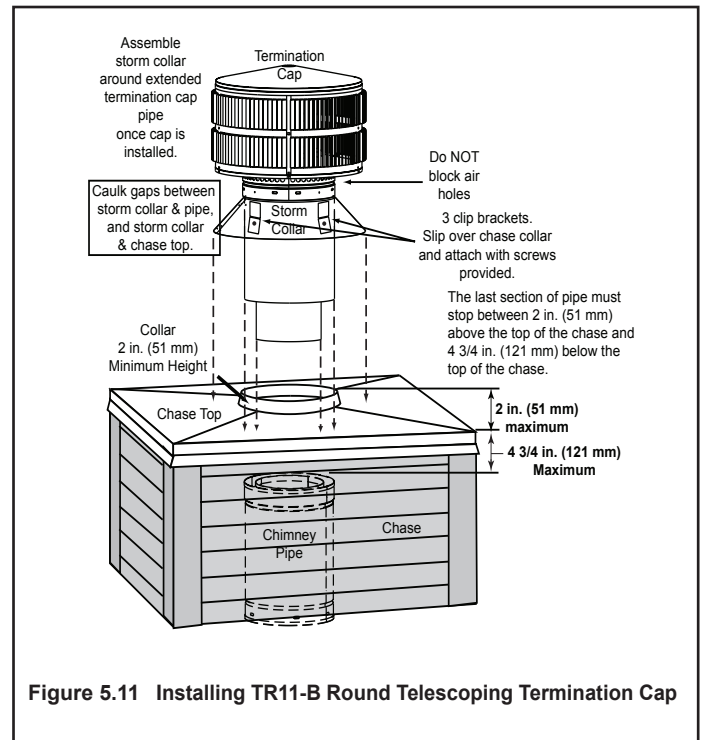 Assemble
storm collar
around extended
termination cap
pipe
once cap is
installed.
Termination
Cap
Do NOT
block air
holes
Caulk gaps between
storm collar & pipe,
and storm collar
& chase top.
Storm
Collar
3 clip brackets.
Slip over chase collar
and attach with screws
provided.
The last section of pipe must
stop between 2 in. (51 mm)
above the top of the chase and
4 3/4 in. (121 mm) below the
top of the chase.
Collar
2 in. (51 mm)
Minimum Height
Chase Top
2 in. (51 mm)
maximum
4 3/4 in. (121 mm)
Maximum
Chimney
Pipe
Chase
Figure 5.11 Installing TR11-B Round Telescoping Termination Cap